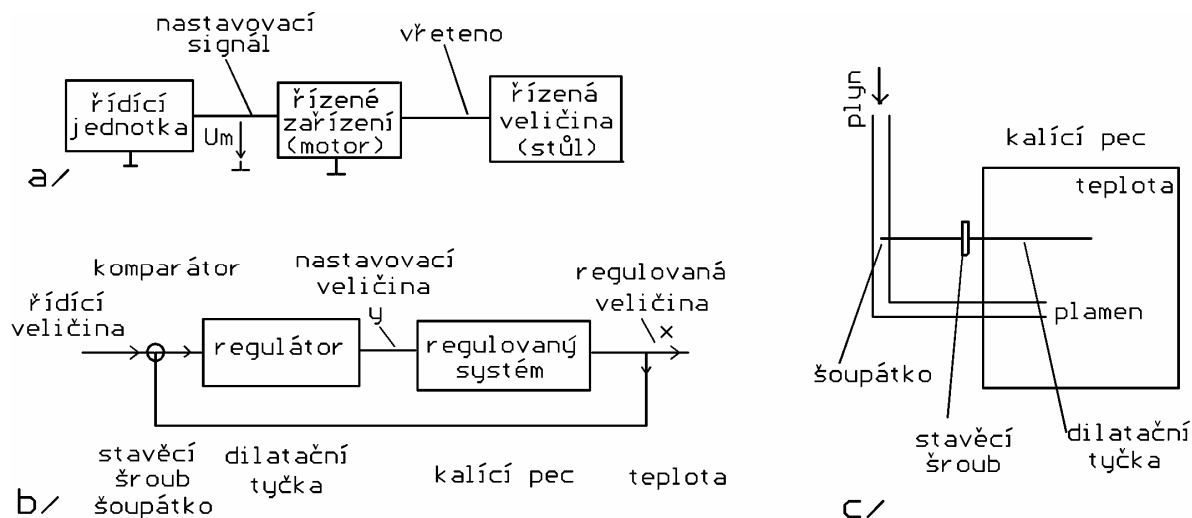 nastavovací
signál
řídící
jednotka
Um
řízené
zařízení
(motor)
vřeteno
řízená
veličina
(stůl)
a/
komparátor
řídící
veličina
regulátor
nastavovací
veličina
y
regulovaný
systém
regulovaná
veličina
x
stavěcí
šroub
šoupátko
dilatační
tyčka
kalící pec
teplota
b/
plyn
kalící pec
teplota
plamen
šoupátko
stavěcí
šroub
dilatační
tyčka
c/